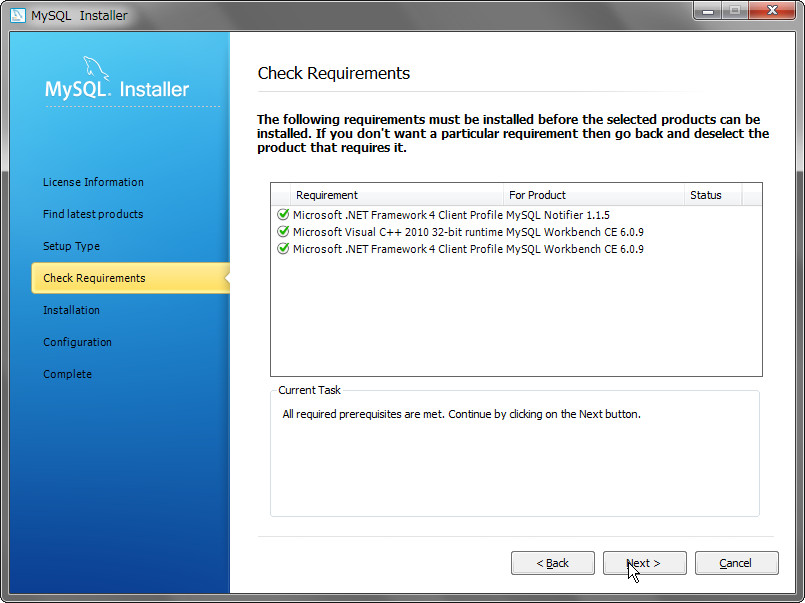 MySQL Installer
MySQL. Installer
License Information
Find latest products
Setup Type
Check Requirements
Installation
Configuration
Complete
Check Requirements
The following requirements must be installed before the selected products can be
installed. If you don't want a particular requirement then go back and deselect the
product that requires it.
Requirement For Product Status
Microsoft .NET Framework 4 Client Profile MySQL Notifier 1.1.5
Microsoft Visual C++ 2010 32-bit runtime MySQL Workbench CE 6.0.9
Microsoft .NET Framework 4 Client Profile MySQL Workbench CE 6.0.9
Current Task
All required prerequisites are met. Continue by clicking on the Next button.
< Back Next > Cancel